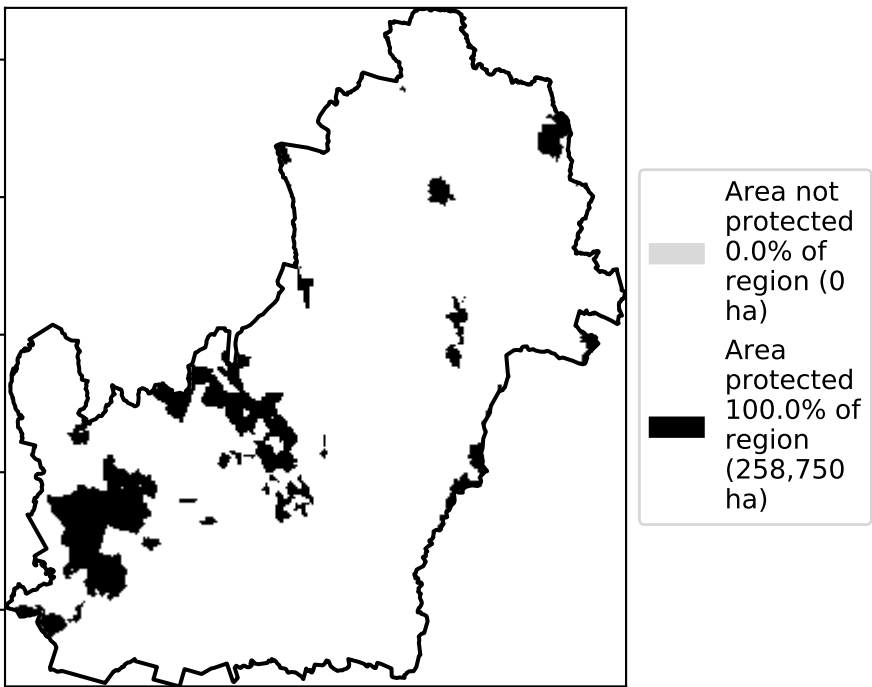 Area not
protected
0.0% of
region (0
ha)
Area
protected
100.0% of
region
(258,750
ha)